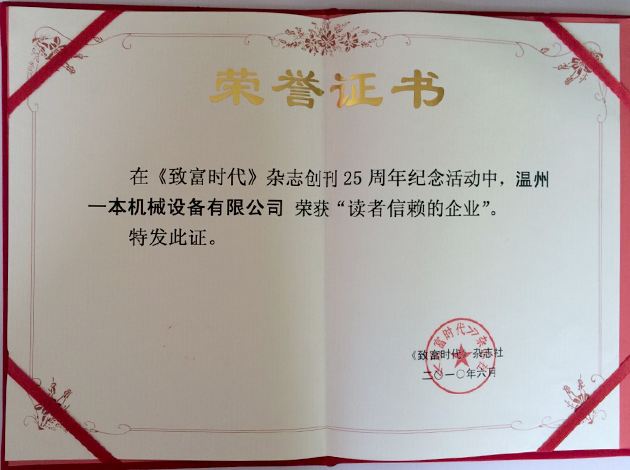 荣誉证书
在《致富时代》杂志创刊25周年纪念活动中，温州
一本机械设备有限公司 荣获“读者信赖的企业”。
特发此证。
《致富时代》杂志社
二〇一〇年六月